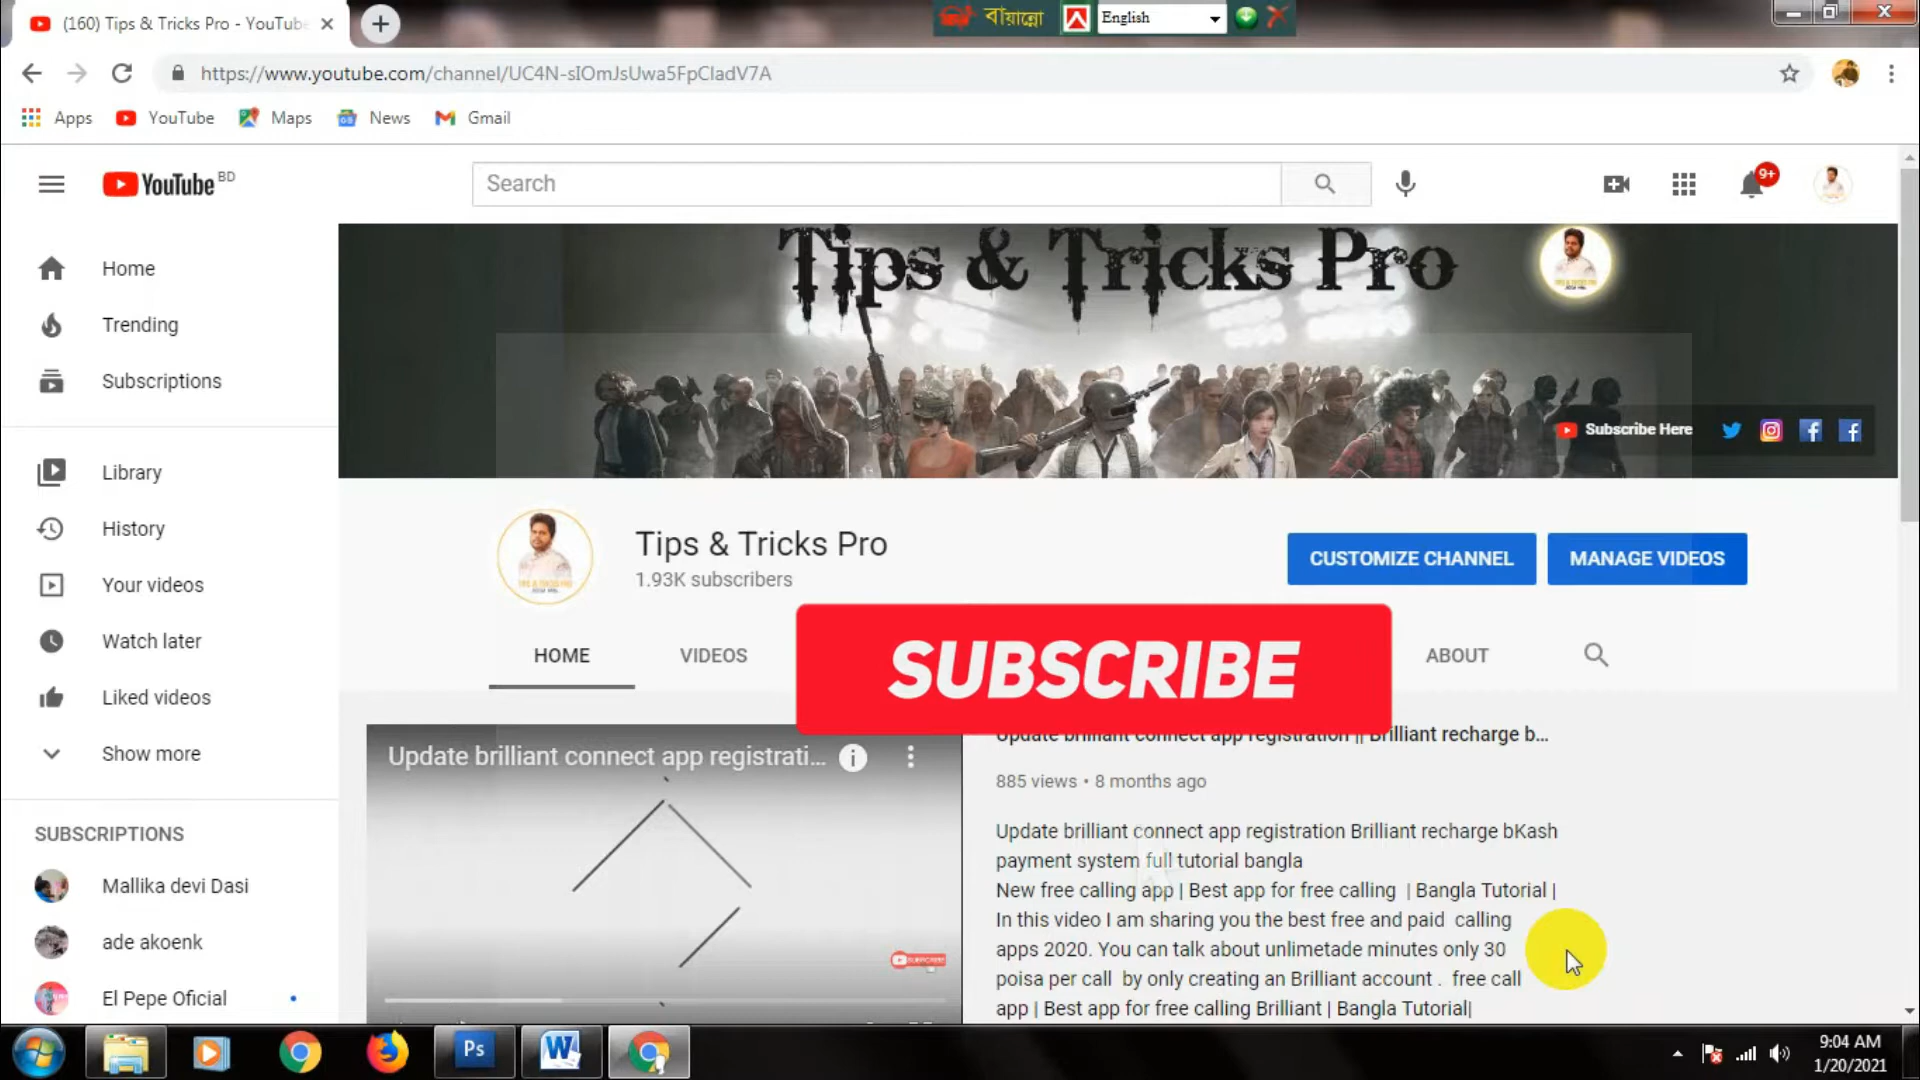 (160) Tips & Tricks Pro - YouTube
বায়ান্নো
English
https://www.youtube.com/channel/UC4N-sIOmJsUwa5FpCladV7A
Apps
YouTube
Maps
News
Gmail
YouTube BD
Search
9+
Home
Trending
Subscriptions
Library
History
Your videos
Watch later
Liked videos
Show more
SUBSCRIPTIONS
Mallika devi Dasi
ade akoenk
El Pepe Oficial
Tips & Tricks Pro
Subscribe Here
Tips & Tricks Pro
1.93K subscribers
CUSTOMIZE CHANNEL
MANAGE VIDEOS
HOME
VIDEOS
SUBSCRIBE
ABOUT
Update brilliant connect app registrati...
SUBSCRIBE
Update brilliant connect app registration || Brilliant recharge b...
885 views • 8 months ago
Update brilliant connect app registration Brilliant recharge bKash
payment system full tutorial bangla
New free calling app | Best app for free calling | Bangla Tutorial |
In this video I am sharing you the best free and paid calling
apps 2020. You can talk about unlimetade minutes only 30
poisa per call by only creating an Brilliant account . free call
app | Best app for free calling Brilliant | Bangla Tutorial|
Ps
W
9:04 AM
1/20/2021